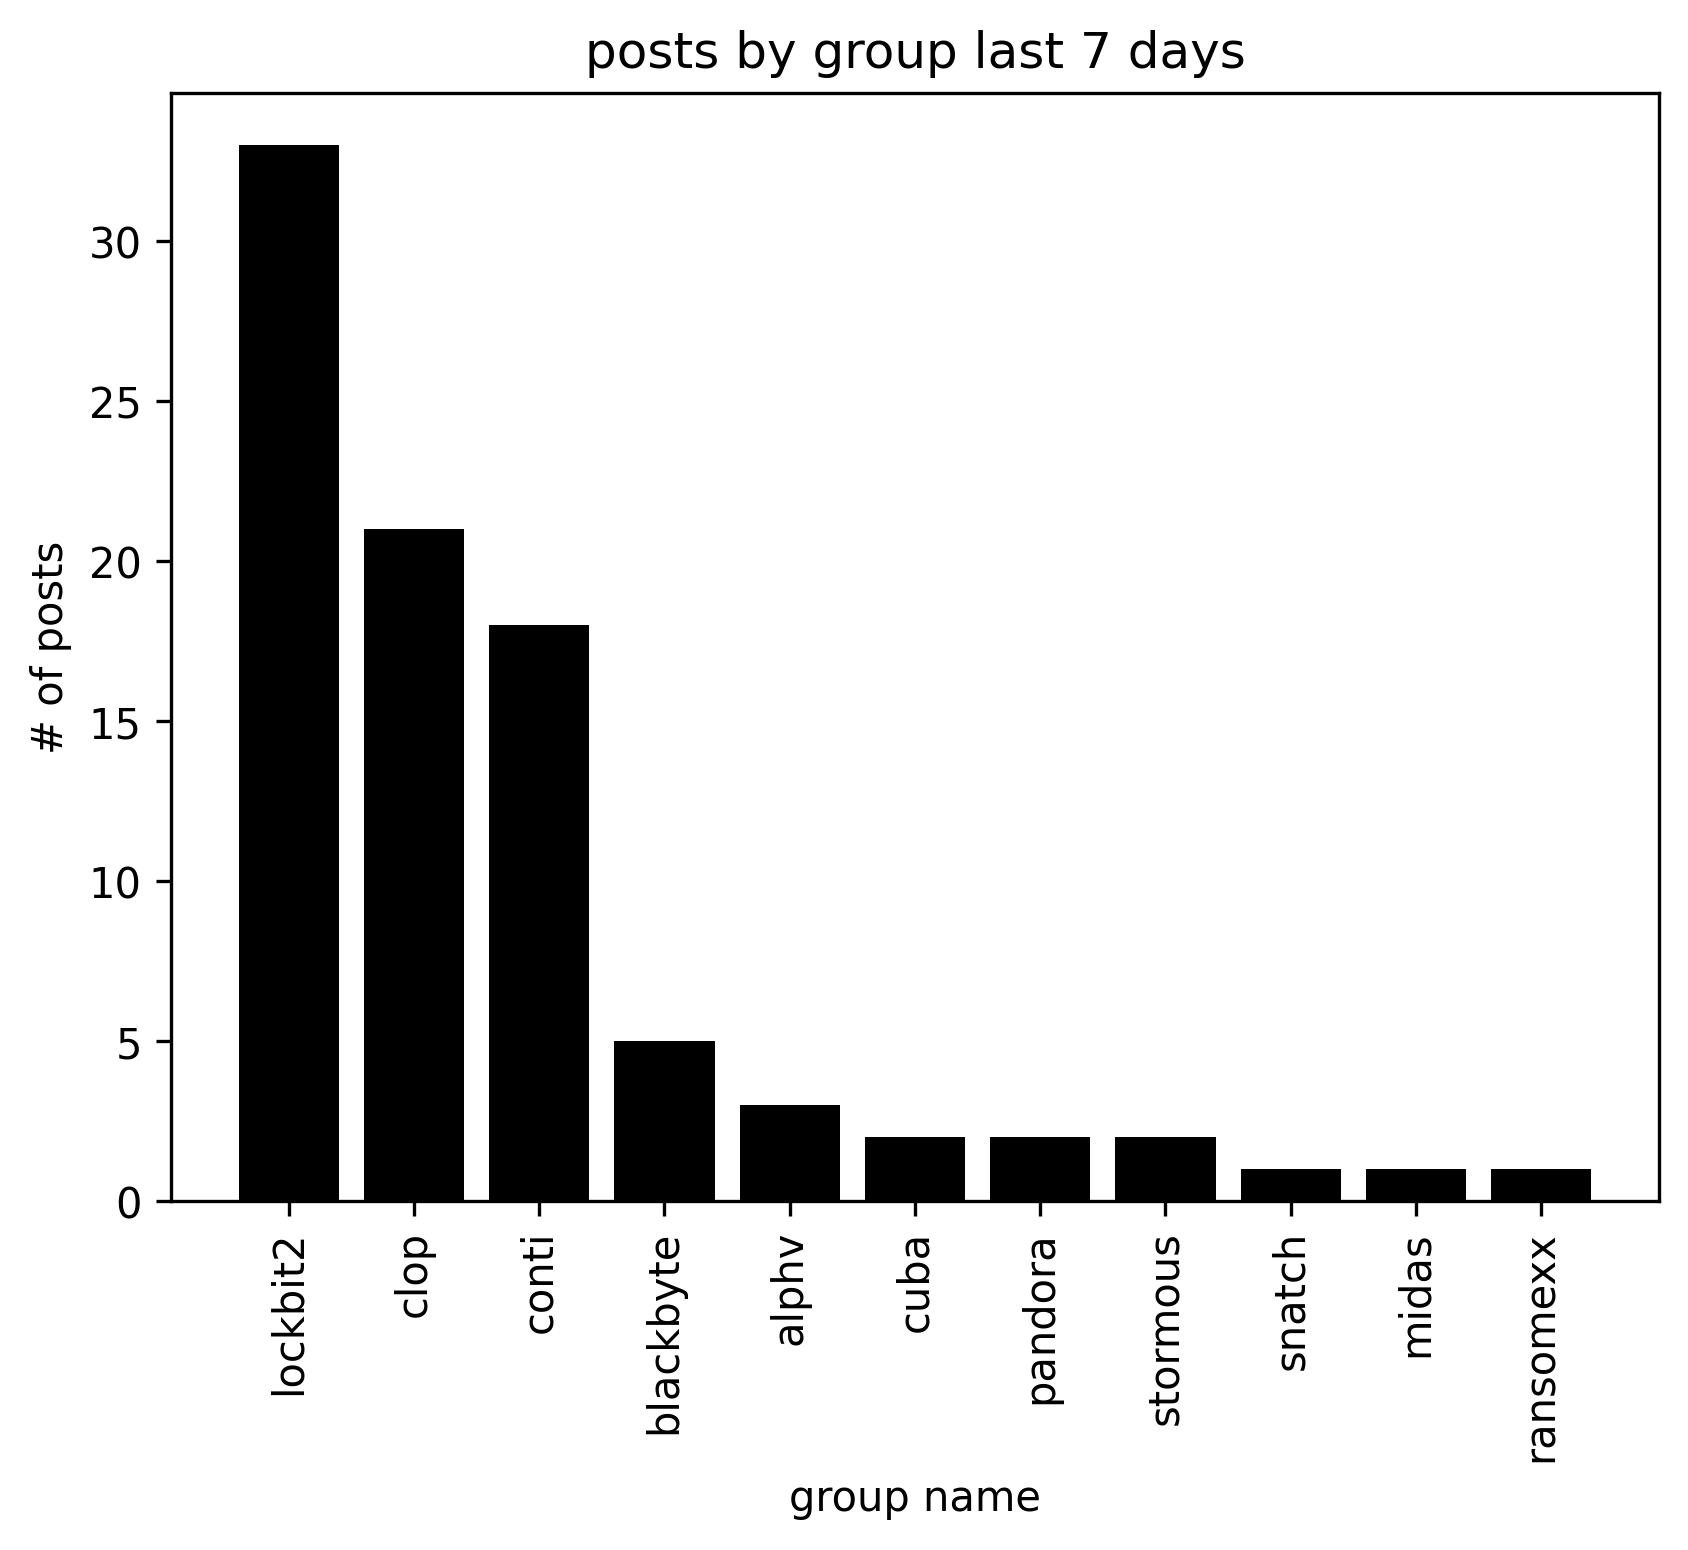 posts by group last 7 days
# of posts
30
25
20
15
10
5
0
lockbit2
clop
conti
blackbyte
alphv
cuba
pandora
stormous
snatch
midas
ransomexx
group name